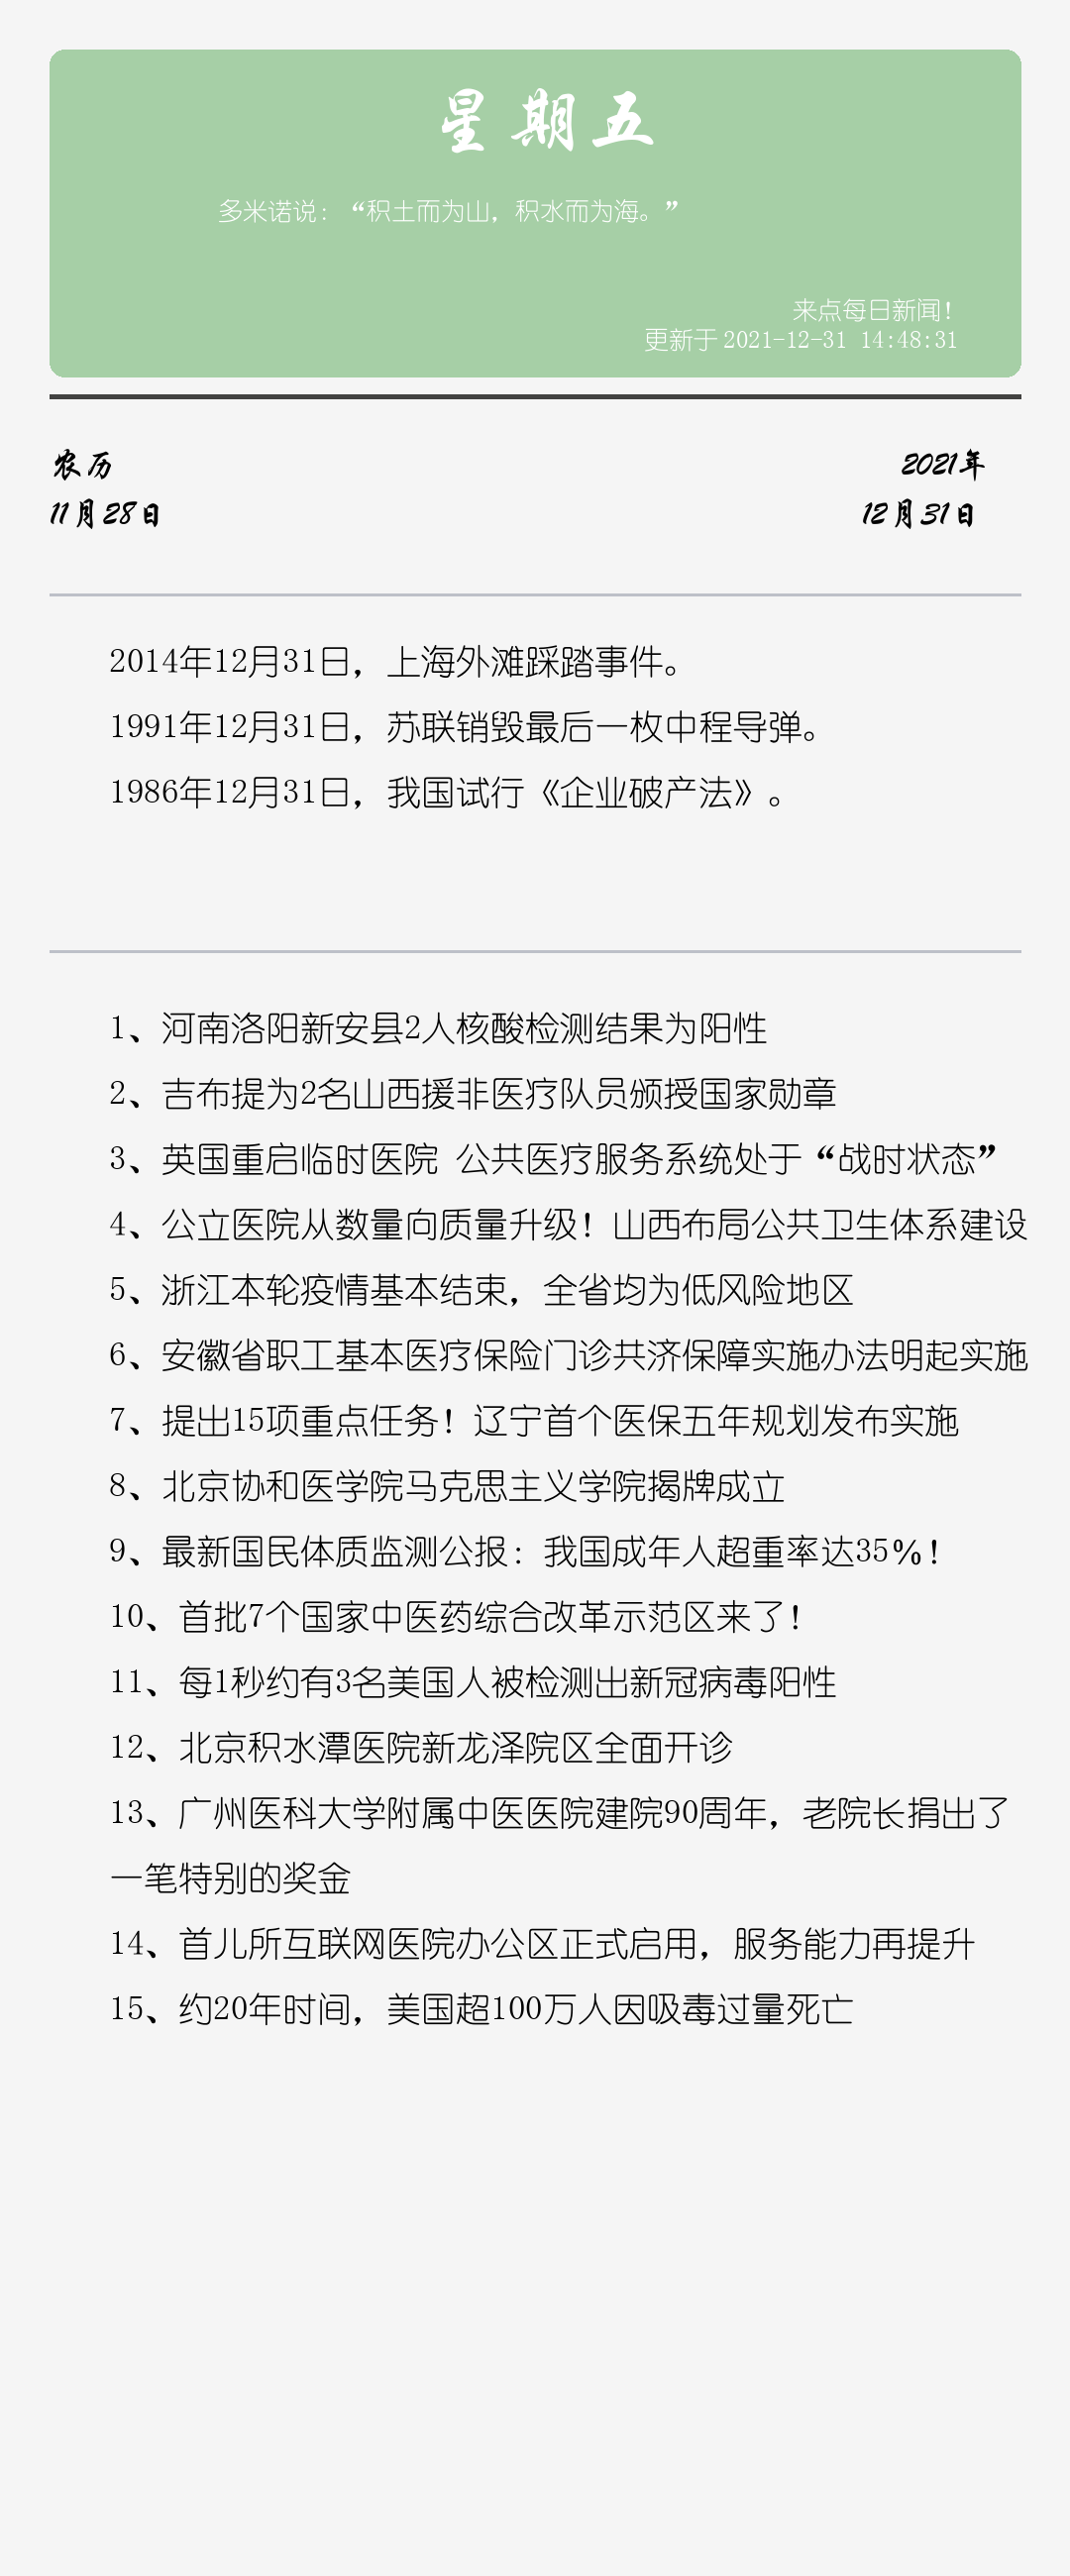 星期五
多米诺说：“积土而为山，积水而为海。”
来点每日新闻！
更新于 2021-12-31 14:48:31
农历
2021年
11月28日
12月31日
2014年12月31日，上海外滩踩踏事件。
1991年12月31日，苏联销毁最后一枚中程导弹。
1986年12月31日，我国试行《企业破产法》。
1、河南洛阳新安县2人核酸检测结果为阳性
2、吉布提为2名山西援非医疗队员颁授国家勋章
3、英国重启临时医院 公共医疗服务系统处于“战时状态”
4、公立医院从数量向质量升级！山西布局公共卫生体系建设
5、浙江本轮疫情基本结束，全省均为低风险地区
6、安徽省职工基本医疗保险门诊共济保障实施办法明起实施
7、提出15项重点任务！辽宁首个医保五年规划发布实施
8、北京协和医学院马克思主义学院揭牌成立
9、最新国民体质监测公报：我国成年人超重率达35%！
10、首批7个国家中医药综合改革示范区来了！
11、每1秒约有3名美国人被检测出新冠病毒阳性
12、北京积水潭医院新龙泽院区全面开诊
13、广州医科大学附属中医医院建院90周年，老院长捐出了
一笔特别的奖金
14、首儿所互联网医院办公区正式启用，服务能力再提升
15、约20年时间，美国超100万人因吸毒过量死亡